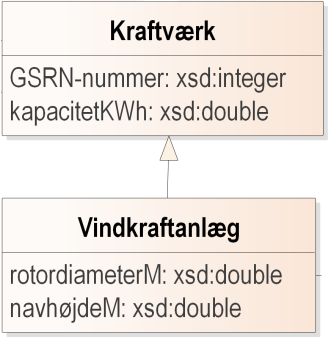 Kraftværk
GSRN-nummer: xsd:integer
kapacitetKWh: xsd:double
Vindkraftanlæg
rotordiameterM: xsd:double
navhøjdeM: xsd:double